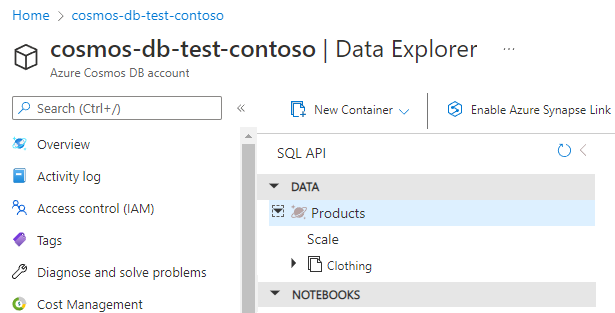 Home > cosmos-db-test-contoso
cosmos-db-test-contoso | Data Explorer ...
Azure Cosmos DB account
Search (Ctrl+/)
«
New Container
Enable Azure Synapse Link
Overview
Activity log
Access control (IAM)
Tags
Diagnose and solve problems
Cost Management
SQL API
DATA
Products
Scale
Clothing
NOTEBOOKS